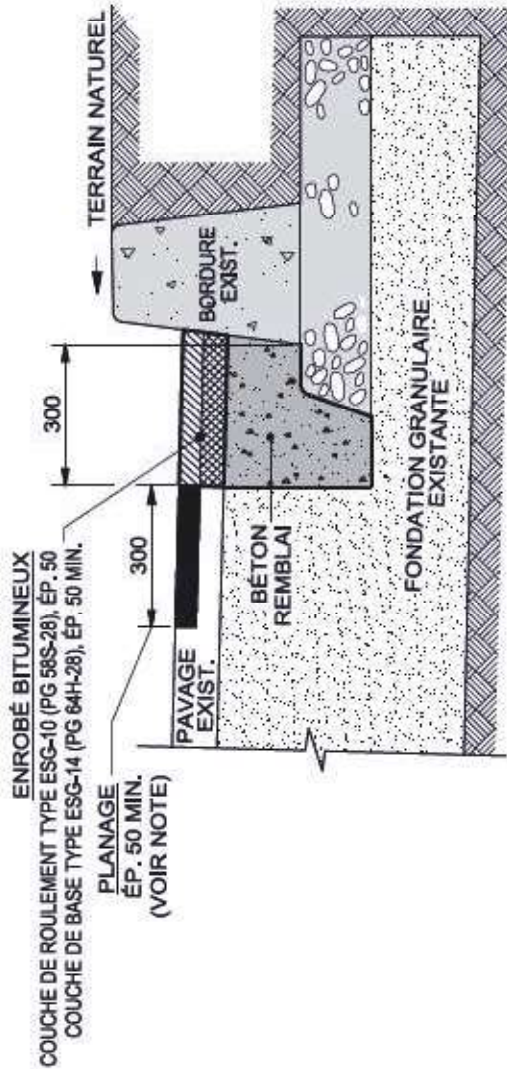 ENROBÉ BITUMINEUX
COUCHE DE ROULEMENT TYPE ESG-10 (PG 58S-28), ÉP. 50
COUCHE DE BASE TYPE ESG-14 (PG 64H-28), ÉP. 50 MIN.
PLANAGE
ÉP. 50 MIN.
(VOIR NOTE)
300
300
TERRAIN NATUREL
PAVAGE
EXIST.
BORDURE
EXIST.
BÉTON
REMBLAI
FONDATION GRANULAIRE
EXISTANTE